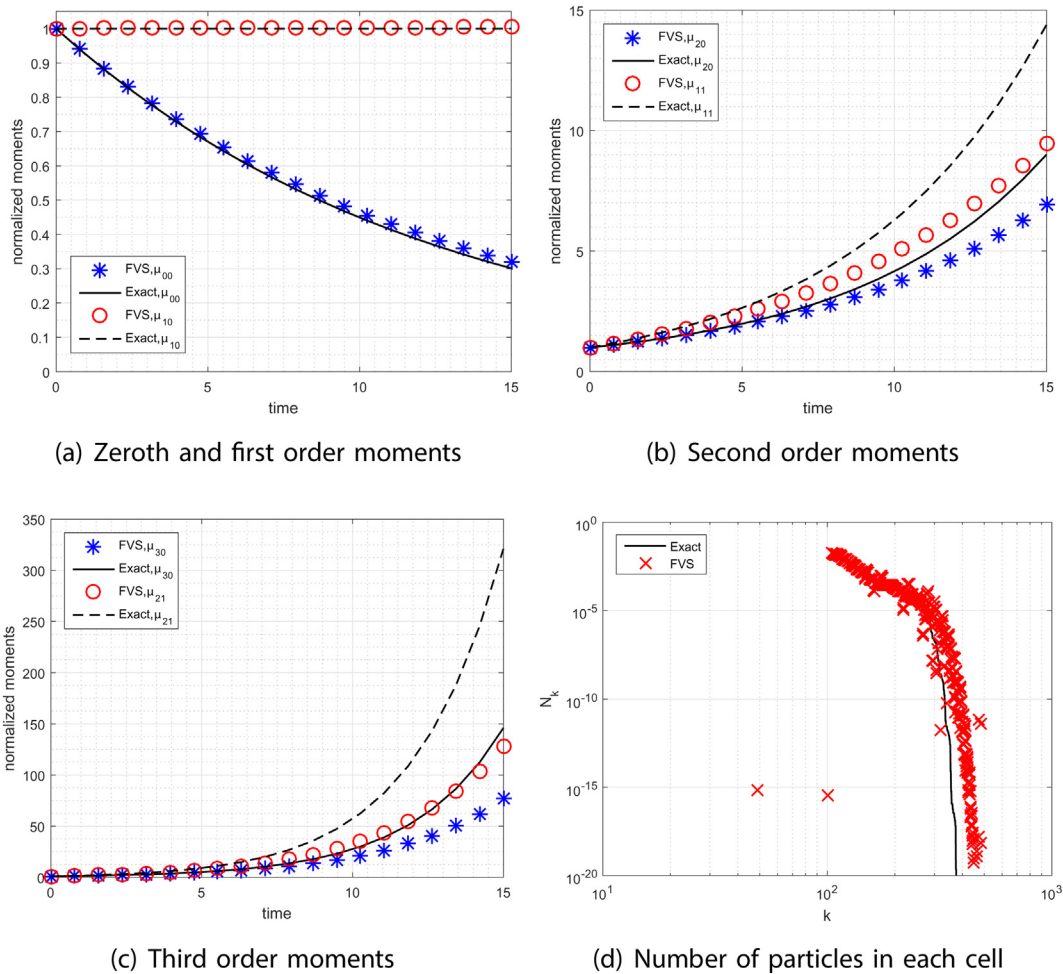 1
0.9
0.8
0.7
0.6
0.5
0.4
0.3
0.2
0.1
0
normalized moments
FVS,μ00
Exact,μ00
FVS,μ10
Exact,μ10
0 5 10 15
time
(a) Zeroth and first order moments
15
10
5
0
normalized moments
FVS,μ20
Exact,μ20
FVS,μ11
Exact,μ11
0 5 10 15
time
(b) Second order moments
350
300
250
200
150
100
50
0
normalized moments
FVS,μ30
Exact,μ30
FVS,μ21
Exact,μ21
0 5 10 15
time
(c) Third order moments
10^0
10^-5
10^-10
10^-15
10^-20
N_k
Exact
FVS
10^1 10^2 10^3
k
(d) Number of particles in each cell